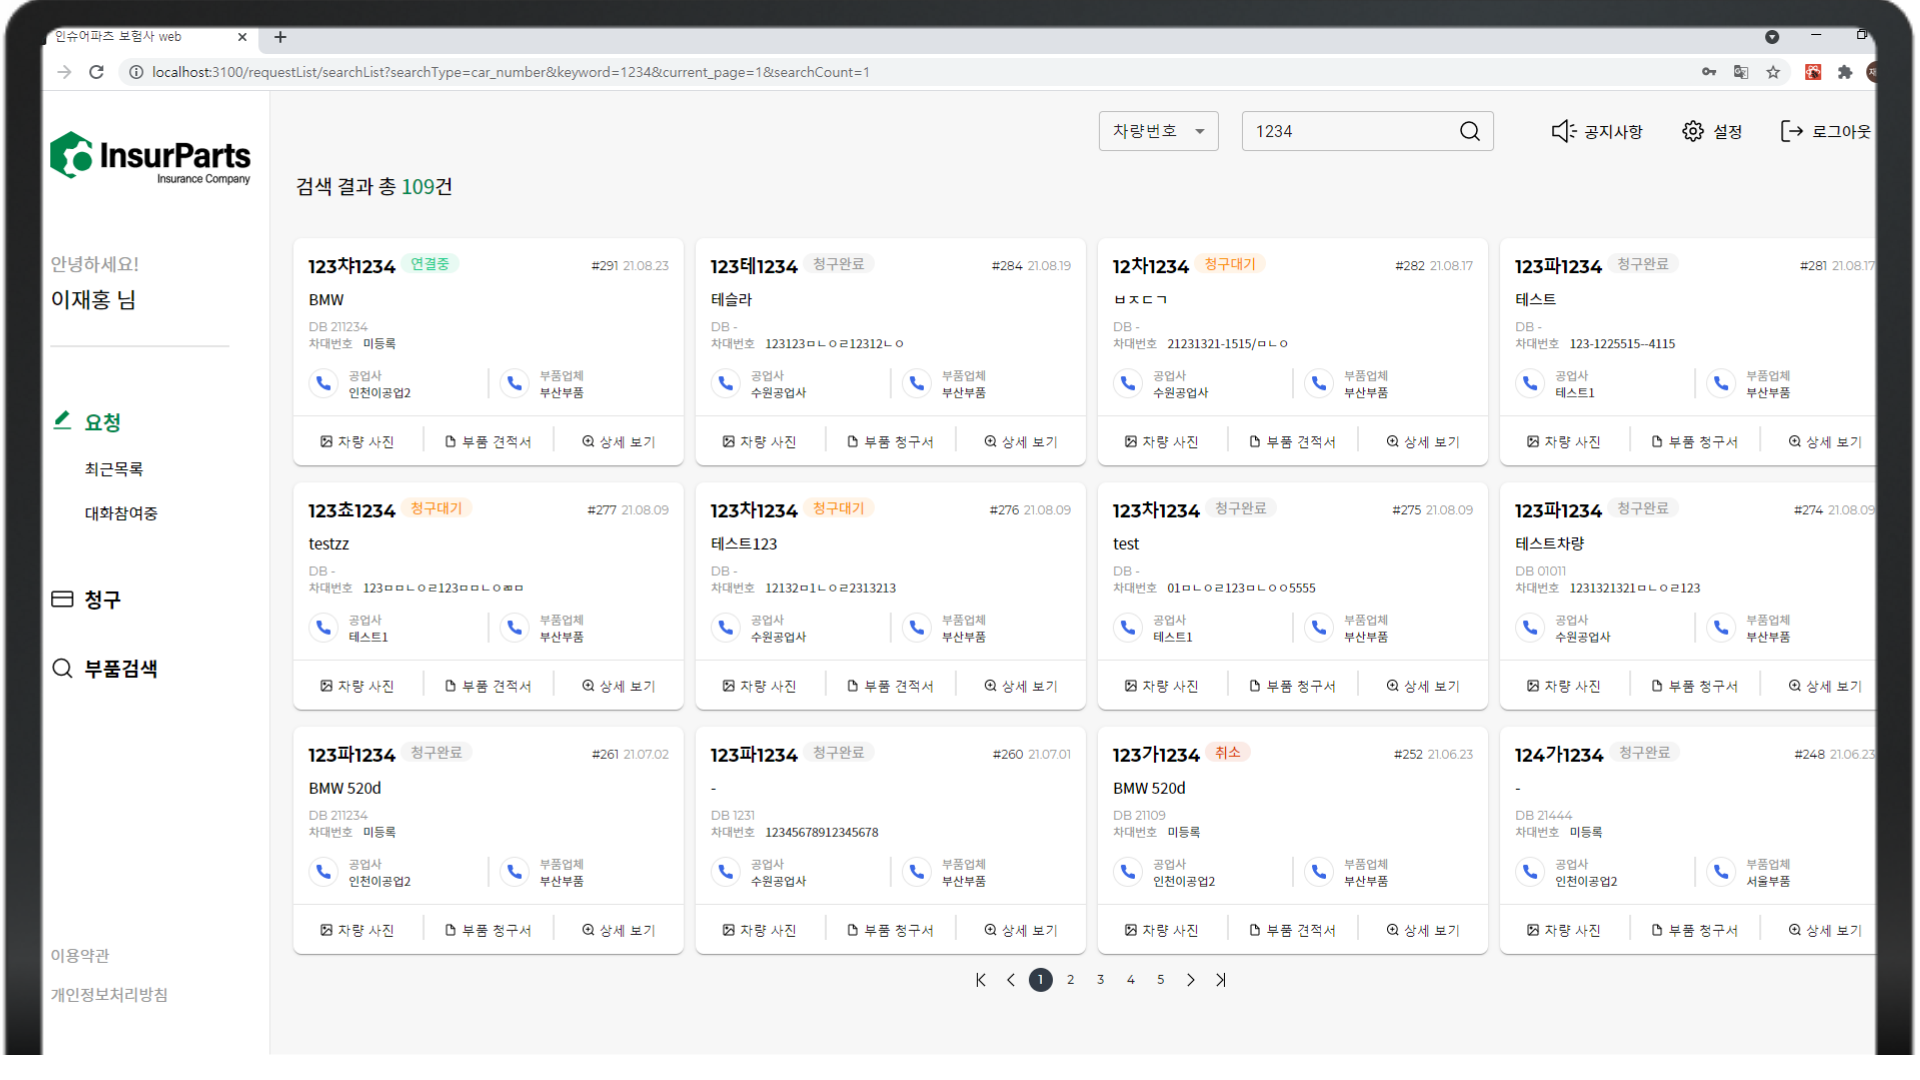 인슈어파츠 보험사 web
localhost:3100/requestList/searchList?searchType=car_number&keyword=1234&current_page=1&searchCount=1
InsurParts
Insurance Company
차량번호
1234
공지사항
설정
로그아웃
안녕하세요!
이재홍 님
요청
최근목록
대화참여중
청구
부품검색
이용약관
개인정보처리방침
검색 결과 총 109건
123챠1234 연결중 #291 21.08.23
BMW
DB 211234
차대번호 미등록
공업사 인천이공업2
부품업체 부산부품
차량 사진 부품 견적서 상세 보기
123테1234 청구완료 #284 21.08.19
테슬라
DB -
차대번호 123123ㅁㄴㅇㄹ12312ㄴㅇ
공업사 수원공업사
부품업체 부산부품
차량 사진 부품 청구서 상세 보기
12차1234 청구대기 #282 21.08.17
ㅂㅈㄷㄱ
DB -
차대번호 21231321-1515/ㅁㄴㅇ
공업사 수원공업사
부품업체 부산부품
차량 사진 부품 견적서 상세 보기
123파1234 청구완료 #281 21.08.17
테스트
DB -
차대번호 123-1225515--4115
공업사 테스트1
부품업체 부산부품
차량 사진 부품 청구서 상세 보기
123쵸1234 청구대기 #277 21.08.09
testzz
DB -
차대번호
공업사 테스트1
부품업체 부산부품
차량 사진 부품 견적서 상세 보기
123차1234 청구대기 #276 21.08.09
테스트123
DB -
차대번호 12132ㅁ1ㄴㅇㄹ2313213
공업사 수원공업사
부품업체 부산부품
차량 사진 부품 견적서 상세 보기
123차1234 청구완료 #275 21.08.09
test
DB -
차대번호 01ㅁㄴㅇㄹ123ㅁㄴㅇㅇ5555
공업사 테스트1
부품업체 부산부품
차량 사진 부품 청구서 상세 보기
123파1234 청구완료 #274 21.08.09
테스트차량
DB 01011
차대번호 1231321321ㅁㄴㅇㄹ123
공업사 수원공업사
부품업체 부산부품
차량 사진 부품 청구서 상세 보기
123파1234 청구완료 #261 21.07.02
BMW 520d
DB 211234
차대번호 미등록
공업사 인천이공업2
부품업체 부산부품
차량 사진 부품 청구서 상세 보기
123파1234 청구완료 #260 21.07.01
-
DB 1231
차대번호 12345678912345678
공업사 수원공업사
부품업체 부산부품
차량 사진 부품 청구서 상세 보기
123가1234 취소 #252 21.06.23
BMW 520d
DB 21109
차대번호 미등록
공업사 인천이공업2
부품업체 부산부품
차량 사진 부품 견적서 상세 보기
124가1234 청구완료 #248 21.06.23
-
DB 21444
차대번호 미등록
공업사 인천이공업2
부품업체 서울부품
차량 사진 부품 청구서 상세 보기
1 2 3 4 5